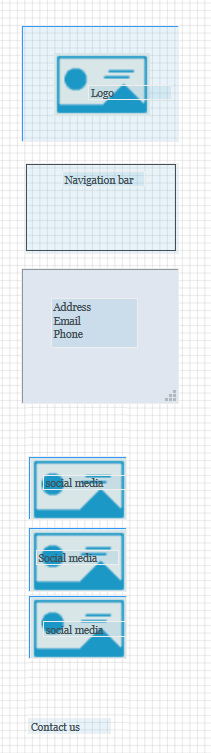 Logo
Navigation bar
Address
Email
Phone
social media
Social media
social media
Contact us